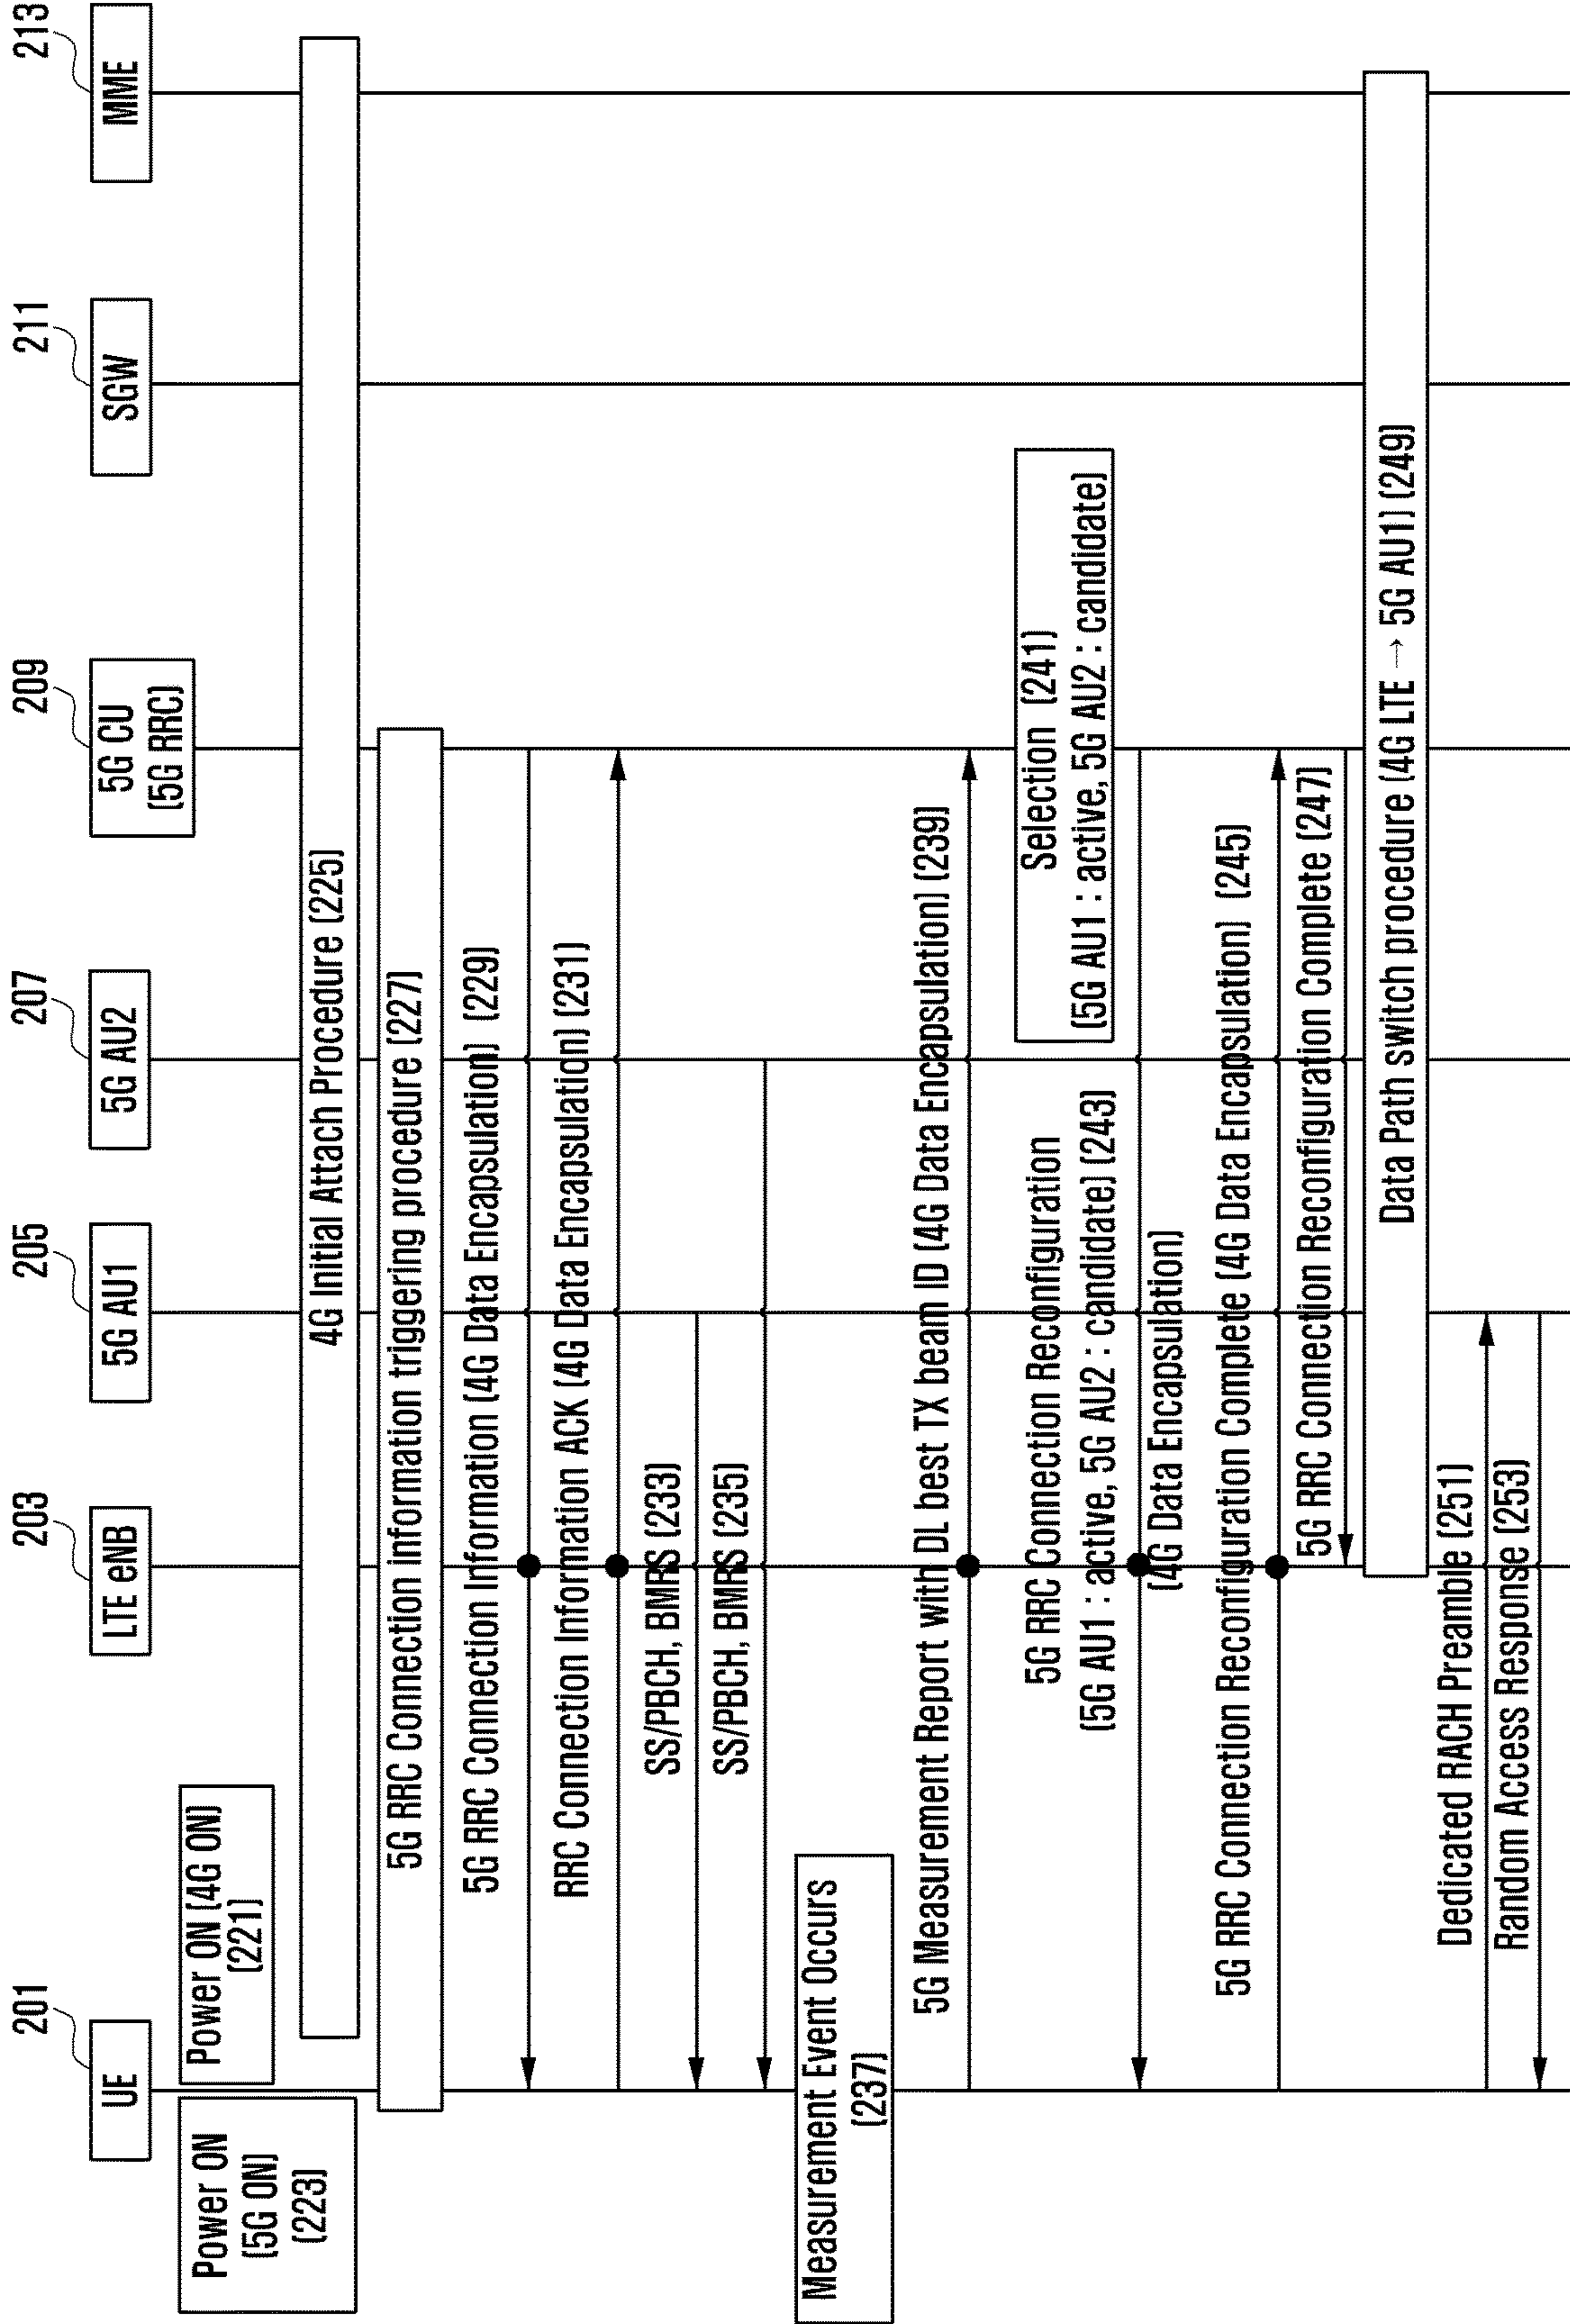 201
203
205
207
209
211
213
UE
LTE eNB
5G AU1
5G AU2
5G CU
(5G RRC)
SGW
MME
Power ON
(5G ON)
(223)
Power ON (4G ON)
(221)
4G Initial Attach Procedure (225)
5G RRC Connection information triggering procedure (227)
5G RRC Connection Information (4G Data Encapsulation) (229)
RRC Connection Information ACK (4G Data Encapsulation) (231)
SS/PBCH, BMRS (233)
SS/PBCH, BMRS (235)
Measurement Event Occurs
(237)
5G Measurement Report with DL best TX beam ID (4G Data Encapsulation) (239)
Selection (241)
(5G AU1 : active, 5G AU2 : candidate)
5G RRC Connection Reconfiguration
(5G AU1 : active, 5G AU2 : candidate) (243)
(4G Data Encapsulation)
5G RRC Connection Reconfiguration Complete (4G Data Encapsulation) (245)
5G RRC Connection Reconfiguration Complete (247)
Data Path switch procedure (4G LTE → 5G AU1) (249)
Dedicated RACH Preamble (251)
Random Access Response (253)